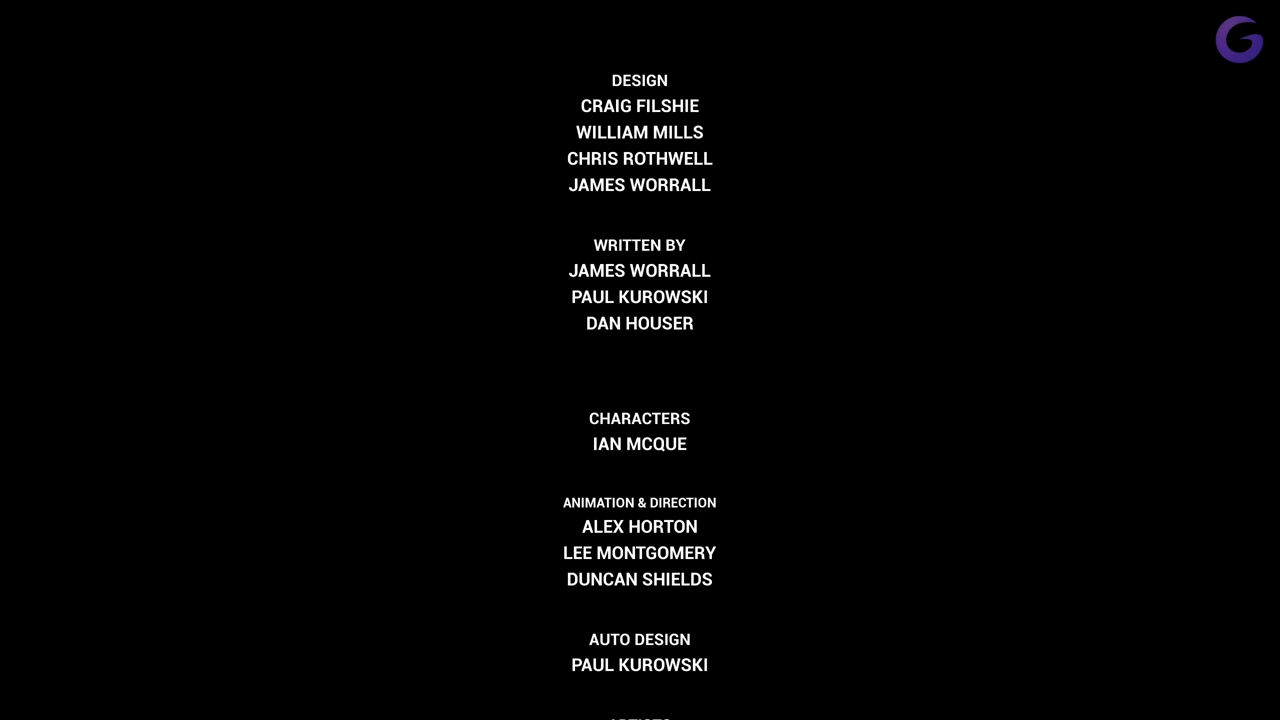 DESIGN
CRAIG FILSHIE
WILLIAM MILLS
CHRIS ROTHWELL
JAMES WORRALL
WRITTEN BY
JAMES WORRALL
PAUL KUROWSKI
DAN HOUSER
CHARACTERS
IAN MCQUE
ANIMATION & DIRECTION
ALEX HORTON
LEE MONTGOMERY
DUNCAN SHIELDS
AUTO DESIGN
PAUL KUROWSKI